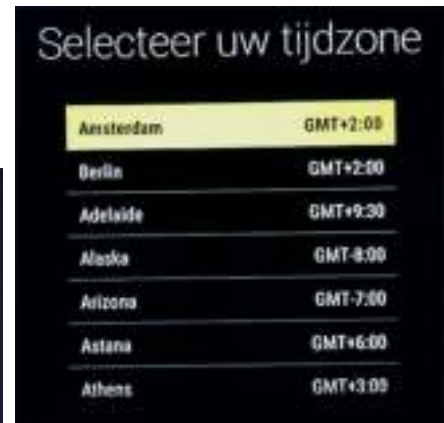 Selecteer uw tijdzone
Amsterdam GMT+2:00
Berlin GMT+2:00
Adelaide GMT+9:30
Alaska GMT-8:00
Arizona GMT-7:00
Astana GMT+6:00
Athens GMT+3:00